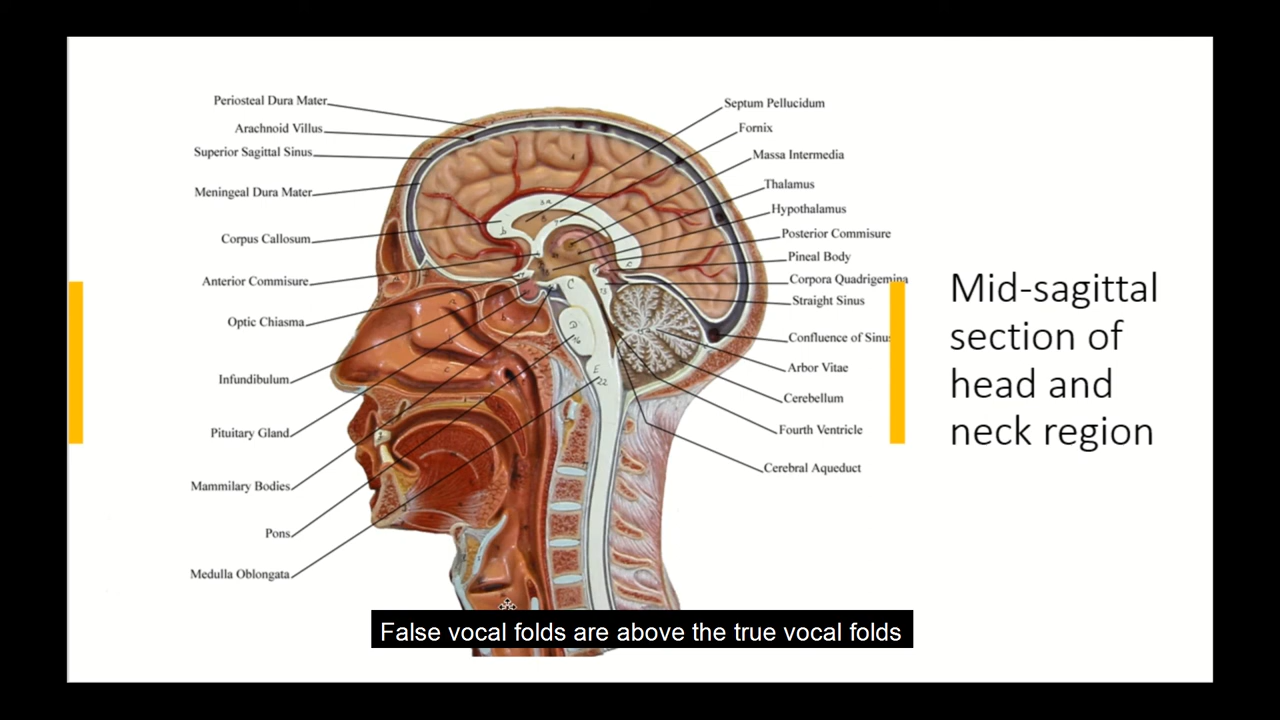 Periosteal Dura Mater
Arachnoid Villus
Superior Sagittal Sinus
Meningeal Dura Mater
Corpus Callosum
Anterior Commisure
Optic Chiasma
Infundibulum
Pituitary Gland
Mammilary Bodies
Pons
Medulla Oblongata
Septum Pellucidum
Fornix
Massa Intermedia
Thalamus
Hypothalamus
Posterior Commisure
Pineal Body
Corpora Quadrigemina
Straight Sinus
Confluence of Sinus
Arbor Vitae
Cerebellum
Fourth Ventricle
Cerebral Aqueduct
Mid-sagittal
section of
head and
neck region
False vocal folds are above the true vocal folds